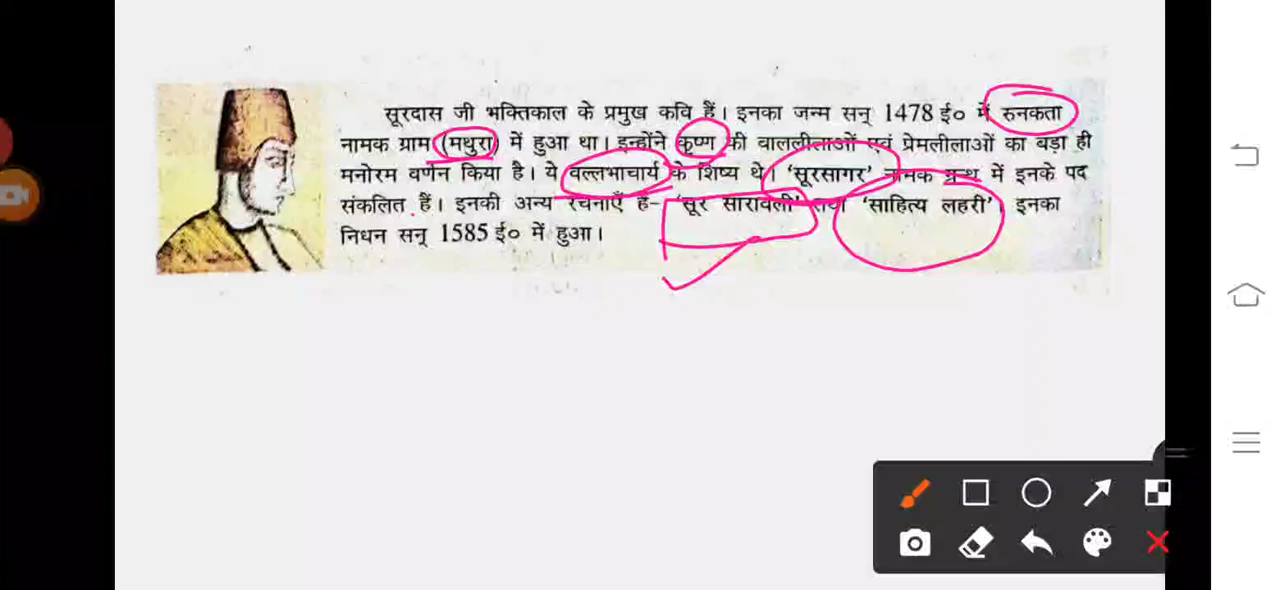 सूरदास जी भक्तिकाल के प्रमुख कवि हैं। इनका जन्म सन् 1478 ई० में रुनकता
नामक ग्राम (मथुरा) में हुआ था। इन्होंने कृष्ण की वाललीलाओं एवं प्रेमलीलाओं का बड़ा ही
मनोरम वर्णन किया है। ये वल्लभाचार्य के शिष्य थे। 'सूरसागर' नामक ग्रन्थ में इनके पद
संकलित हैं। इनकी अन्य रचनाएँ हैं- 'सूर सारावली' तथा 'साहित्य लहरी'। इनका
निधन सन् 1585 ई० में हुआ।